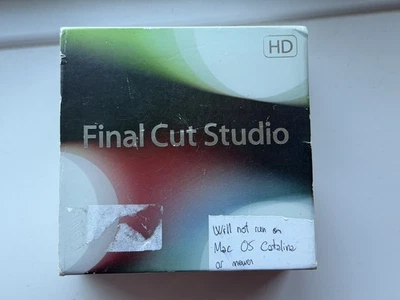 HD
Final Cut Studio
Will not run on
Mac OS Catalina
or newer